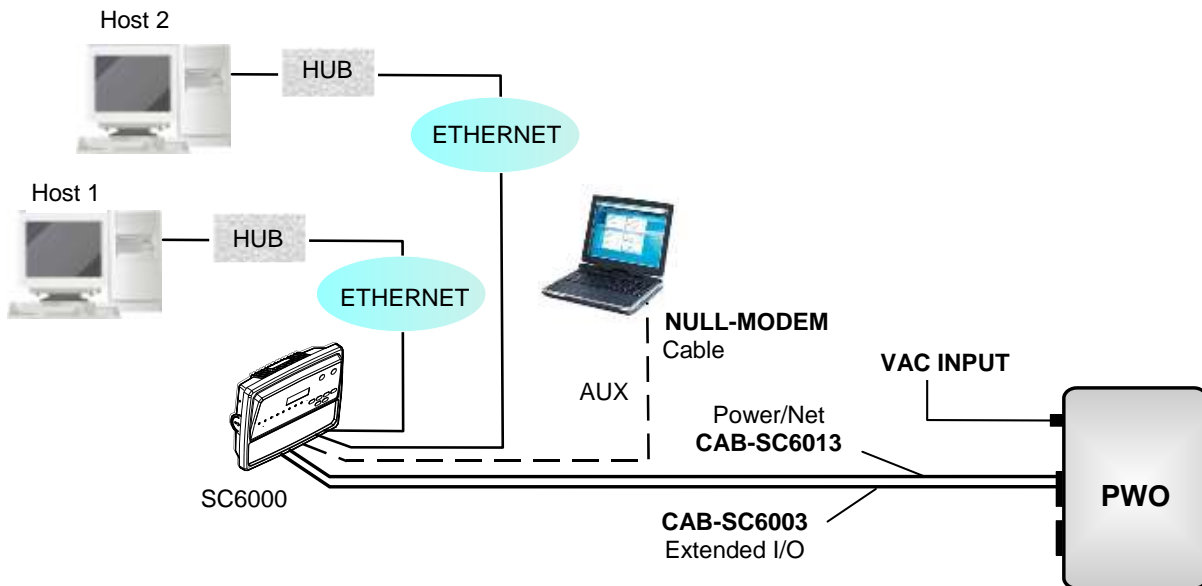 Host 2
HUB
ETHERNET
Host 1
HUB
ETHERNET
NULL-MODEM
Cable
AUX
VAC INPUT
Power/Net
CAB-SC6013
SC6000
CAB-SC6003
Extended I/O
PWO